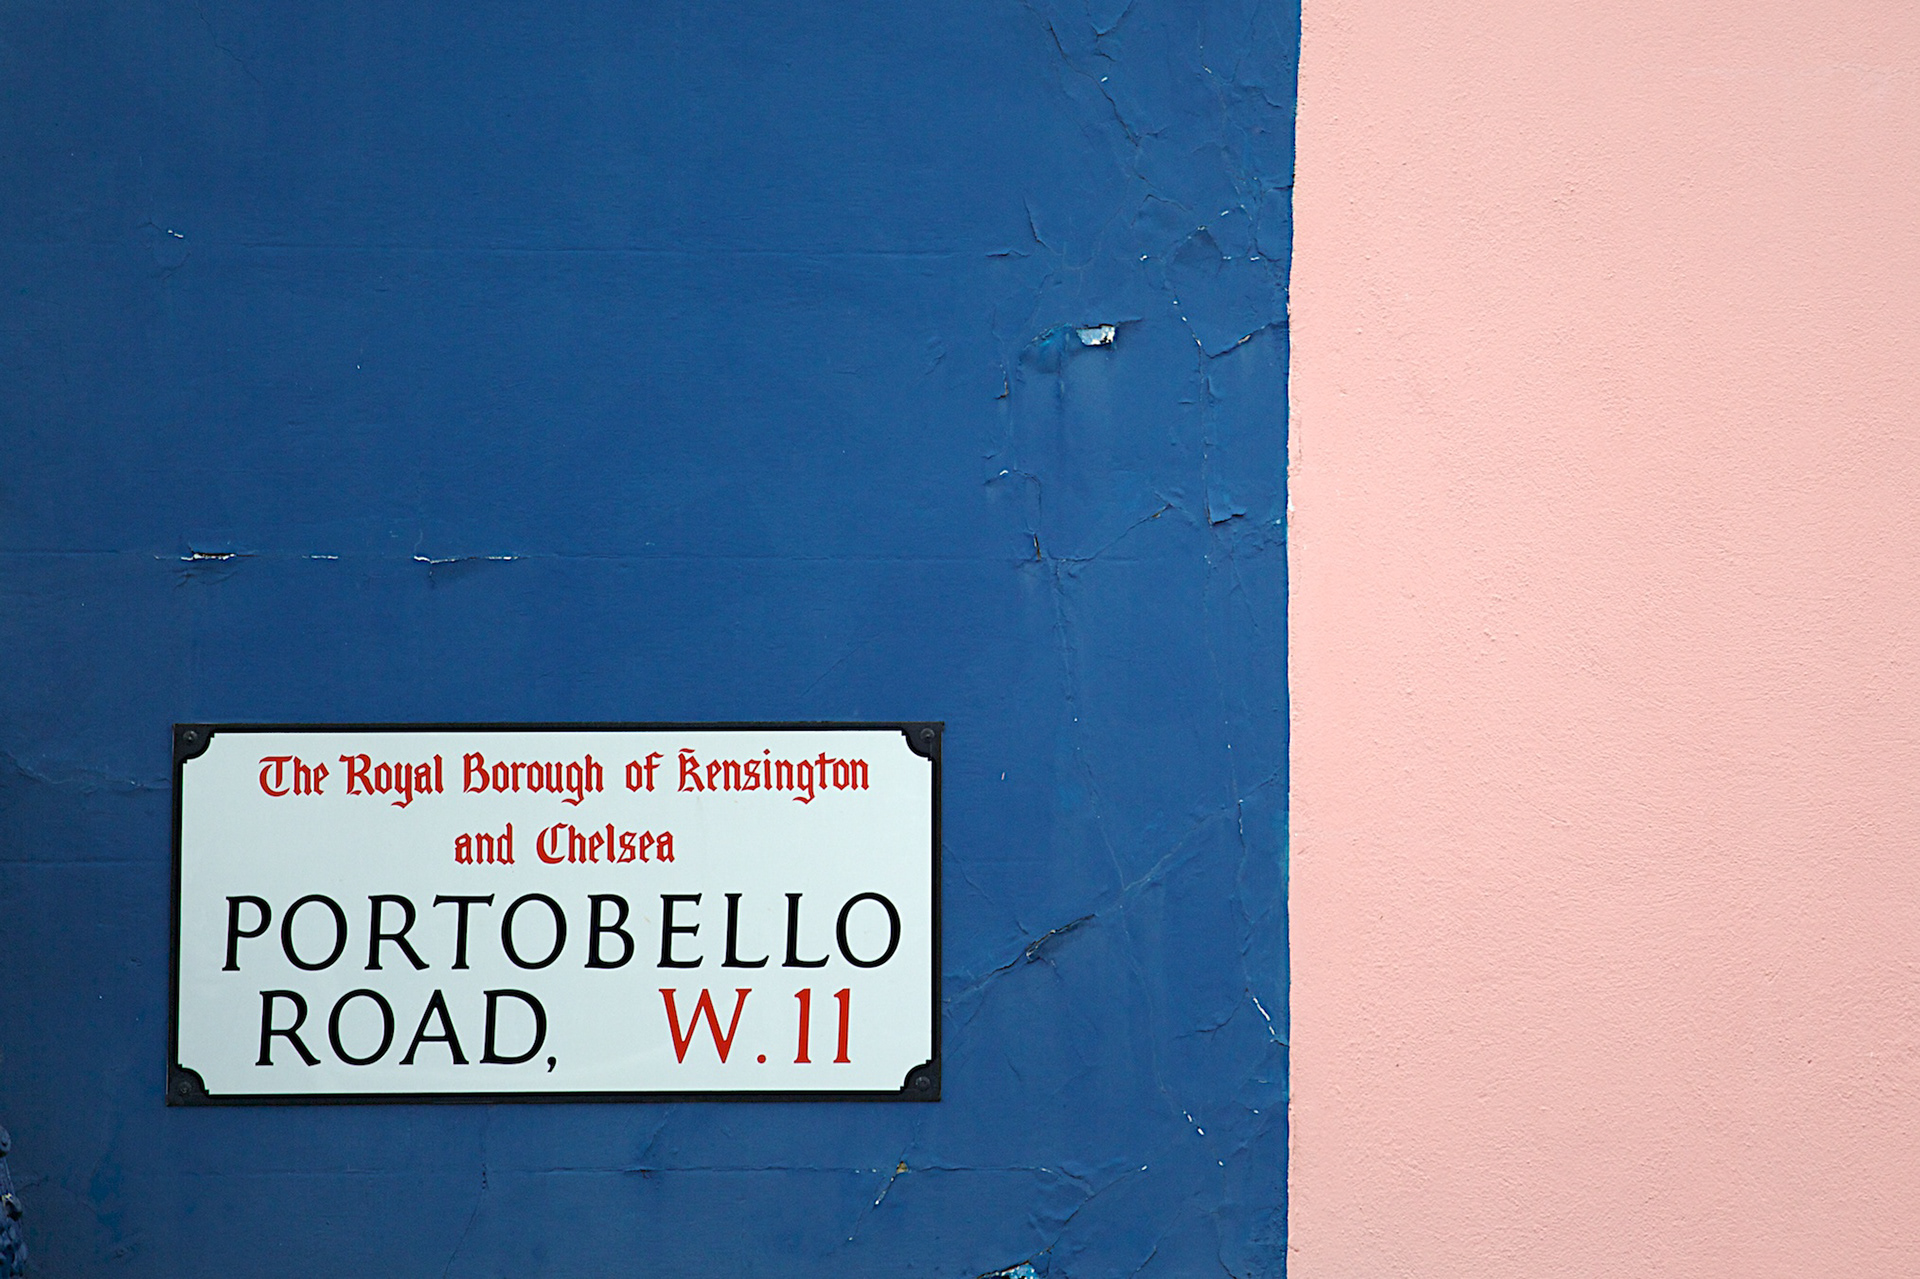 The Royal Borough of Kensington
and Chelsea
PORTOBELLO
ROAD, W.11